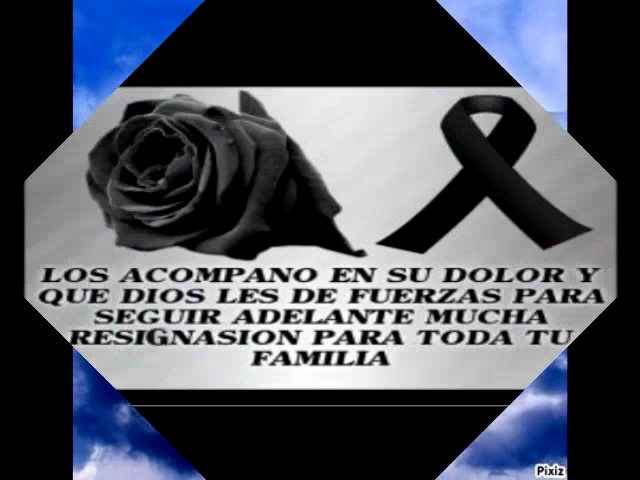 LOS ACOMPANO EN SU DOLOR Y
QUE DIOS LES DE FUERZAS PARA
SEGUIR ADELANTE MUCHA
RESIGNASION PARA TODA TU
FAMILIA
Pixiz